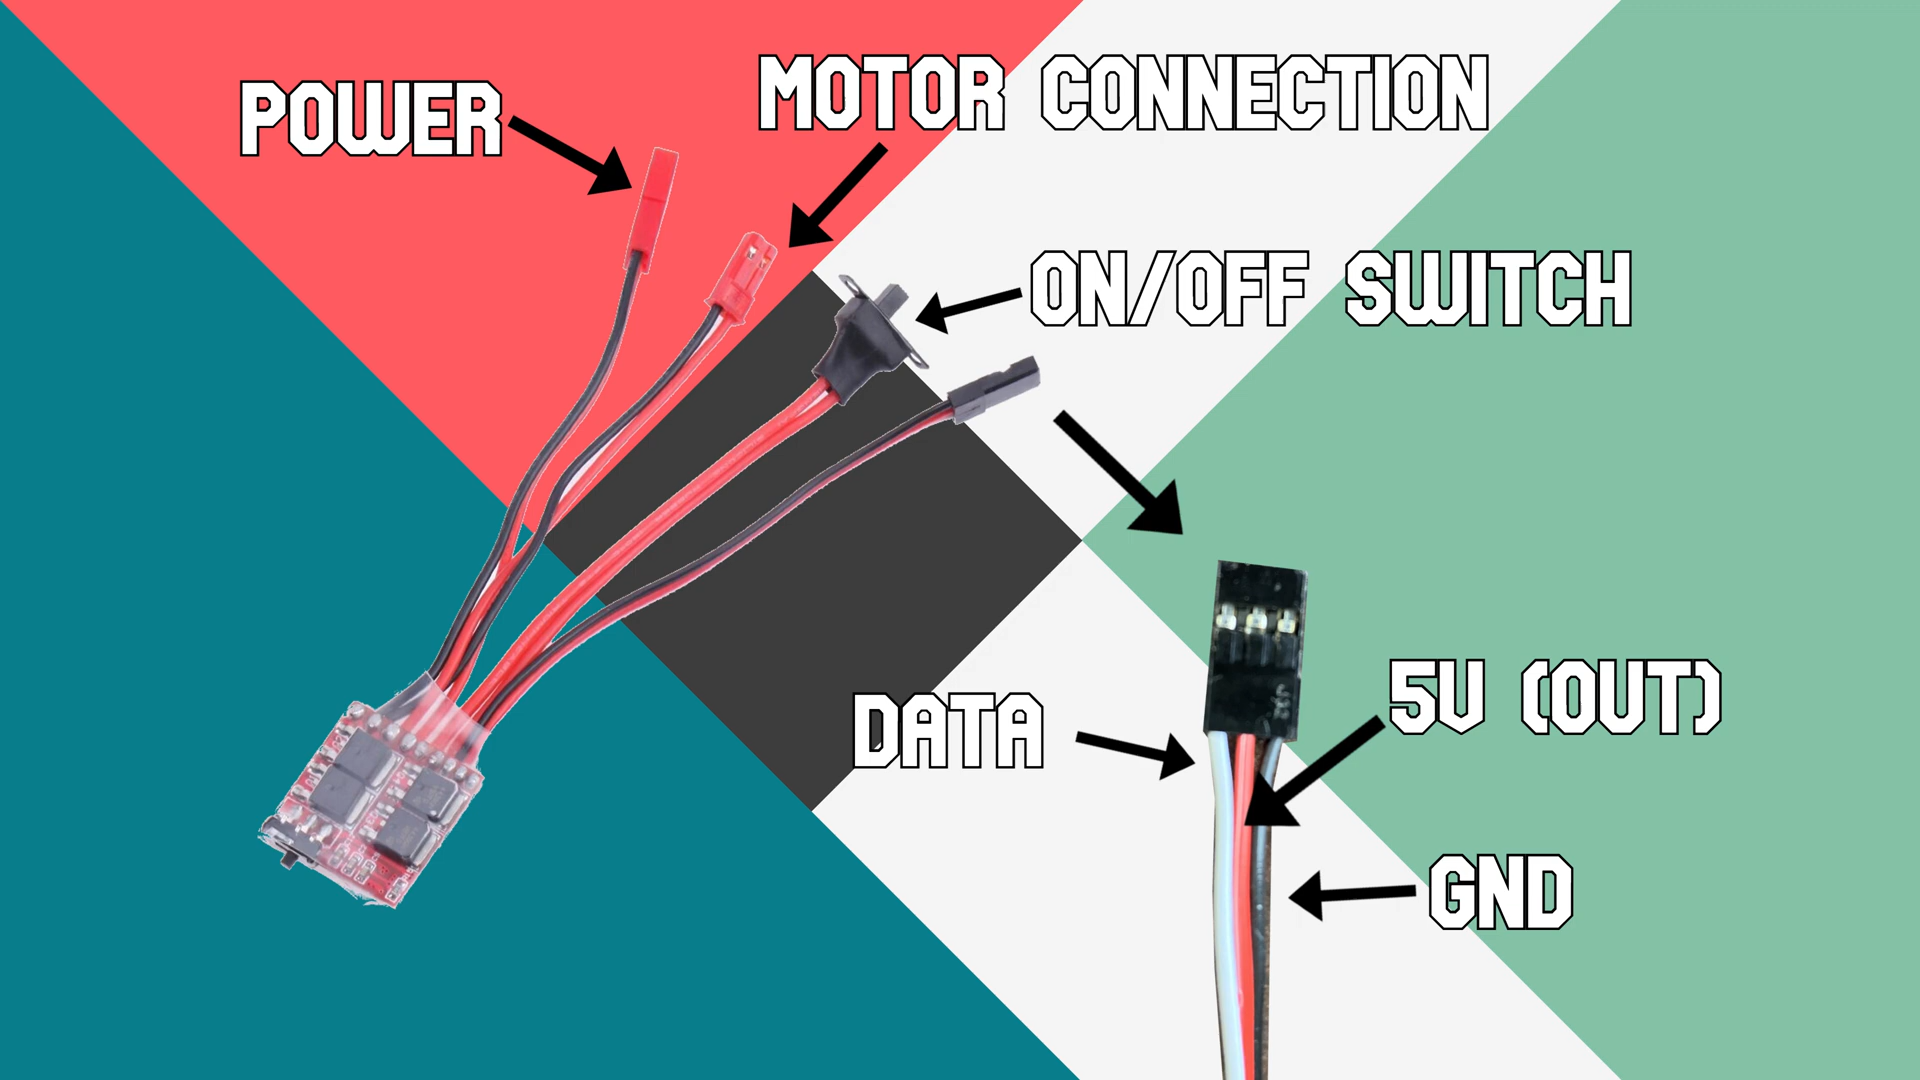 POWER
MOTOR CONNECTION
ON/OFF SWITCH
DATA
5V (OUT)
GND